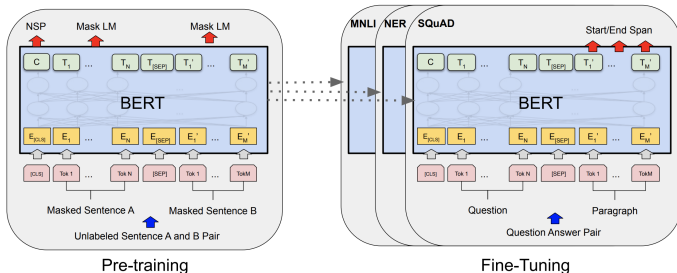 NSP Mask LM Mask LM
C T1 ... TN T[SEP] T1' ... TM'
BERT
E[CLS] E1 ... EN E[SEP] E1' ... EM'
[CLS] Tok 1 ... Tok N [SEP] Tok 1 ... TokM
Masked Sentence A Masked Sentence B
Unlabeled Sentence A and B Pair
Pre-training
MNLI NER SQuAD
Start/End Span
C T1 ... TN T[SEP] T1' ... TM'
BERT
E[CLS] E1 ... EN E[SEP] E1' ... EM'
[CLS] Tok 1 ... Tok N [SEP] Tok 1 ... TokM
Question Paragraph
Question Answer Pair
Fine-Tuning